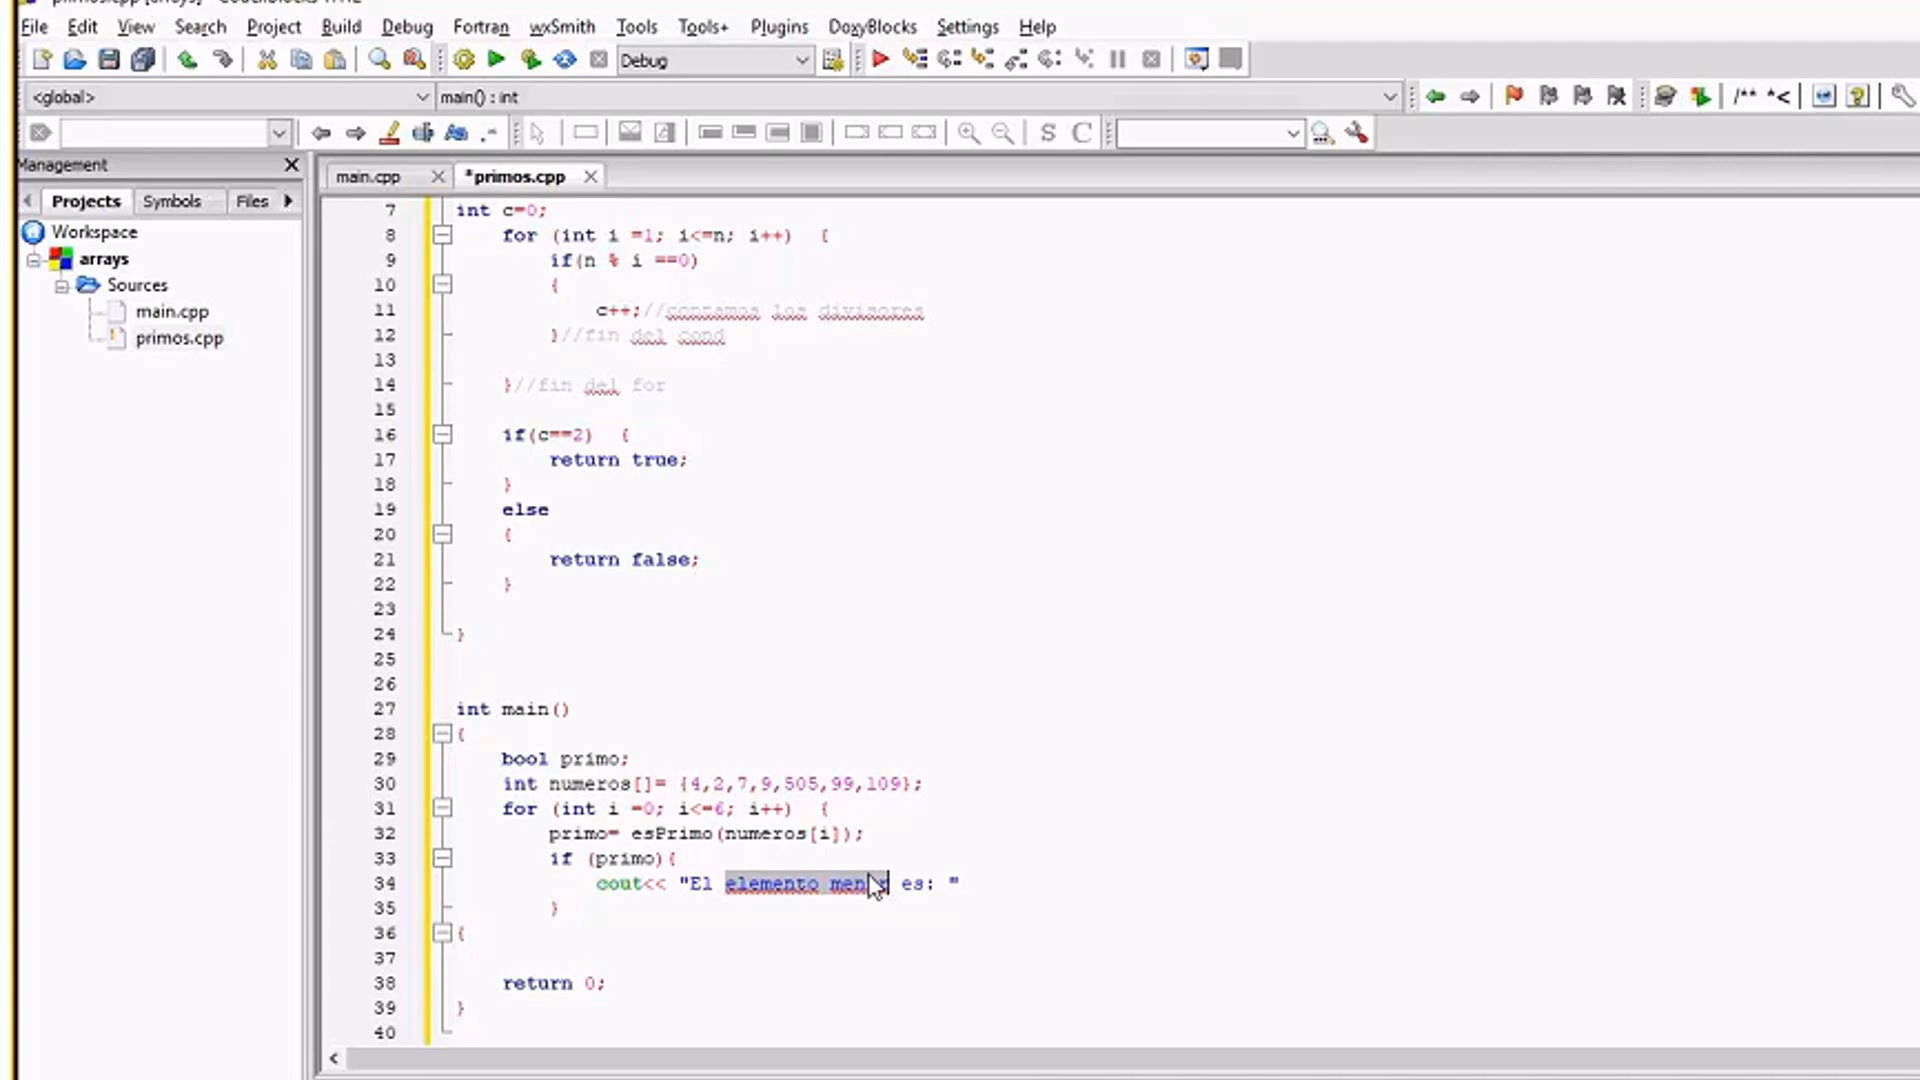 File Edit View Search Project Build Debug Fortran wxSmith Tools Tools+ Plugins DoxyBlocks Settings Help
Debug
<global> main() : int /** *<
S C
Management
Projects Symbols Files
main.cpp *primos.cpp
Workspace
arrays
Sources
main.cpp
primos.cpp
7 int c=0;
8 for (int i =1; i<=n; i++) {
9 if(n % i ==0)
10 {
11 c++;//contamos los divisores
12 }//fin del cond
13
14 }//fin del for
15
16 if(c==2) {
17 return true;
18 }
19 else
20 {
21 return false;
22 }
23
24 }
25
26
27 int main()
28 {
29 bool primo;
30 int numeros[]= {4,2,7,9,505,99,109};
31 for (int i =0; i<=6; i++) {
32 primo= esPrimo(numeros[i]);
33 if (primo){
34 cout<< "El elemento menor es: "
35 }
36 {
37
38 return 0;
39 }
40